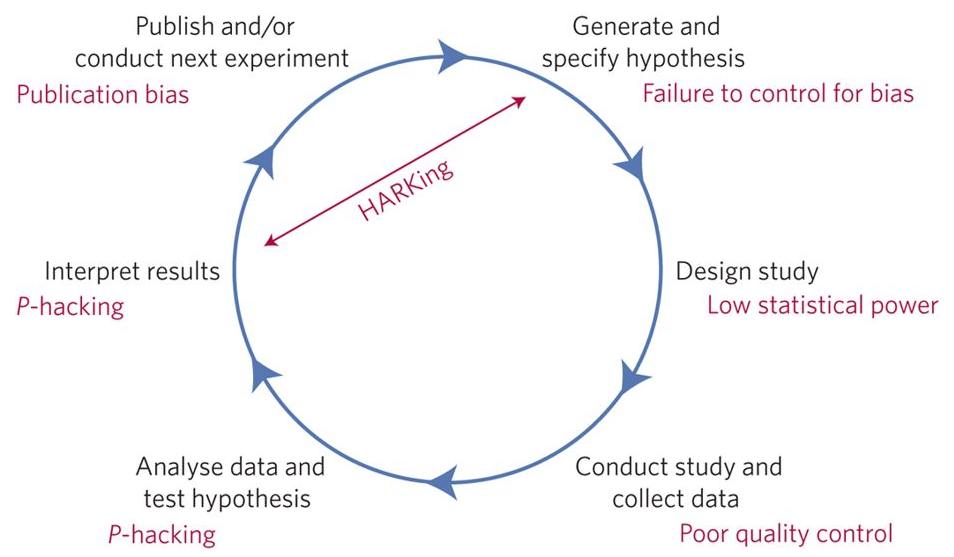 Publish and/or
conduct next experiment
Publication bias
Generate and
specify hypothesis
Failure to control for bias
HARKing
Interpret results
P-hacking
Design study
Low statistical power
Analyse data and
test hypothesis
P-hacking
Conduct study and
collect data
Poor quality control